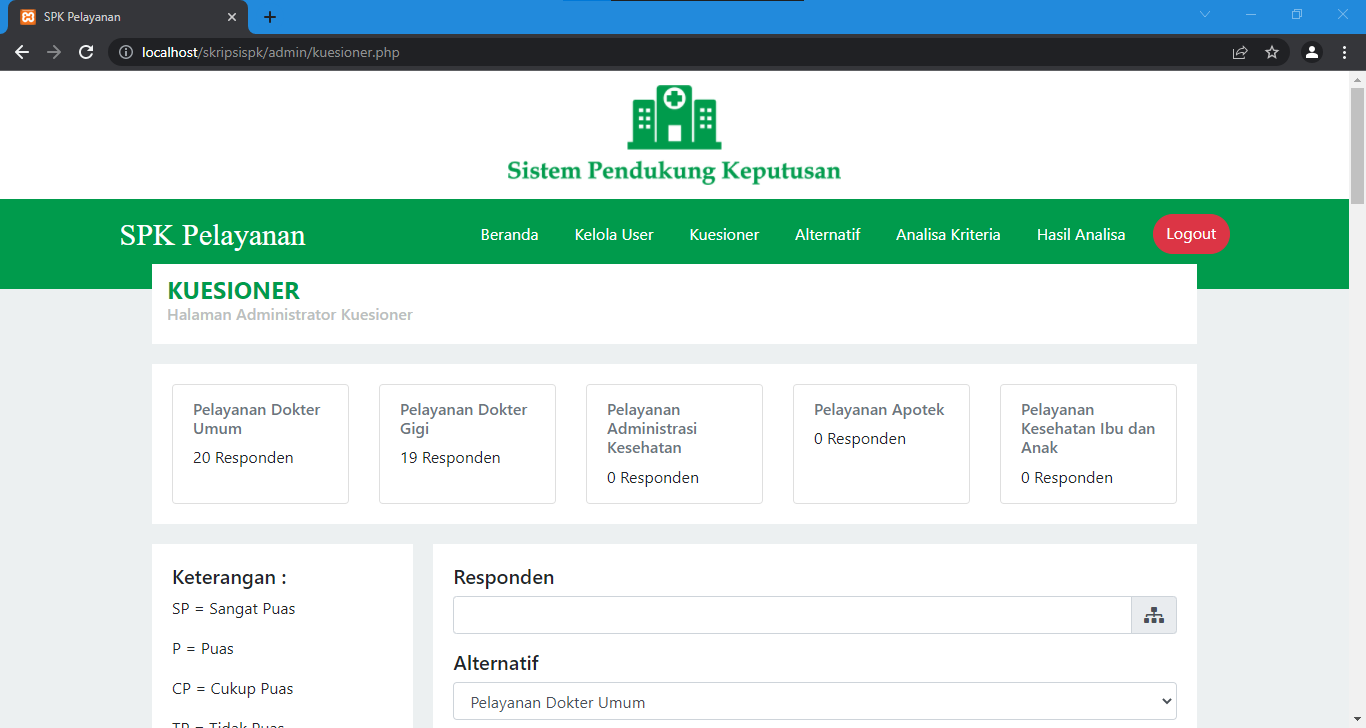 SPK Pelayanan
localhost/skripsispk/admin/kuesioner.php
Sistem Pendukung Keputusan
SPK Pelayanan
Beranda
Kelola User
Kuesioner
Alternatif
Analisa Kriteria
Hasil Analisa
Logout
KUESIONER
Halaman Administrator Kuesioner
Pelayanan Dokter
Umum
20 Responden
Pelayanan Dokter
Gigi
19 Responden
Pelayanan
Administrasi
Kesehatan
0 Responden
Pelayanan Apotek
0 Responden
Pelayanan
Kesehatan Ibu dan
Anak
0 Responden
Keterangan :
SP = Sangat Puas
P = Puas
CP = Cukup Puas
TP = Tidak Puas
Responden
Alternatif
Pelayanan Dokter Umum